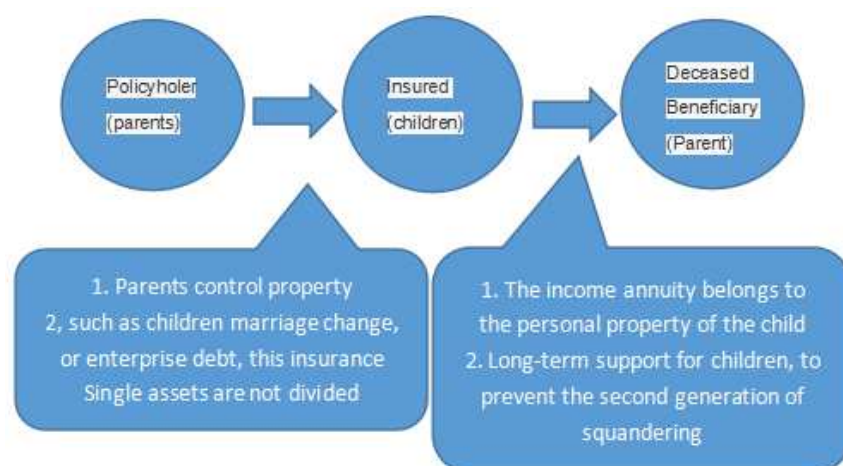 Policyholer
(parents)
Insured
(children)
Deceased
Beneficiary
(Parent)
1. Parents control property
2, such as children marriage change,
or enterprise debt, this insurance
Single assets are not divided
1. The income annuity belongs to
the personal property of the child
2. Long-term support for children, to
prevent the second generation of
squandering